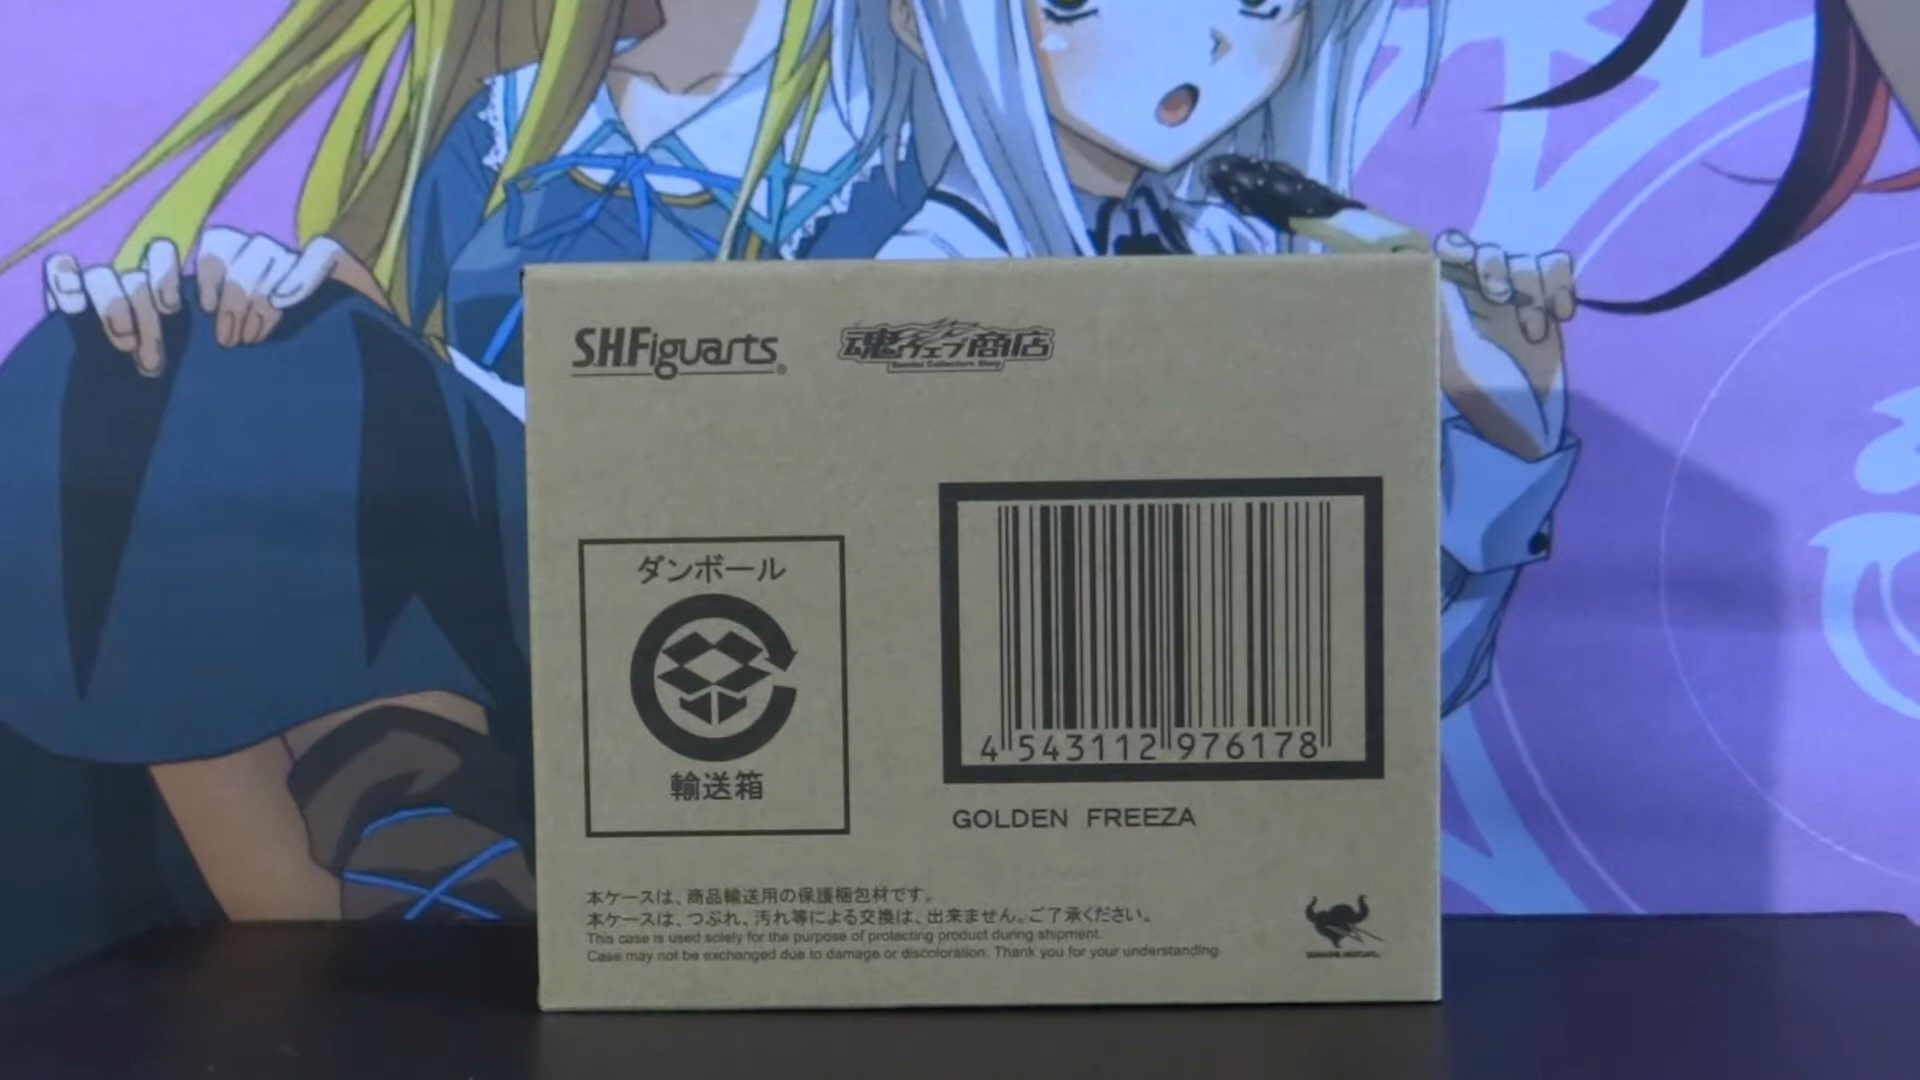 S.H.Figuarts®
魂ウェブ商店
Bandai Collectors Shop
ダンボール
輸送箱
4 543112 976178
GOLDEN FREEZA
本ケースは、商品輸送用の保護梱包材です。
本ケースは、つぶれ、汚れ等による交換は、出来ません。ご了承ください。
This case is used solely for the purpose of protecting product during shipment.
Case may not be exchanged due to damage or discoloration. Thank you for your understanding.